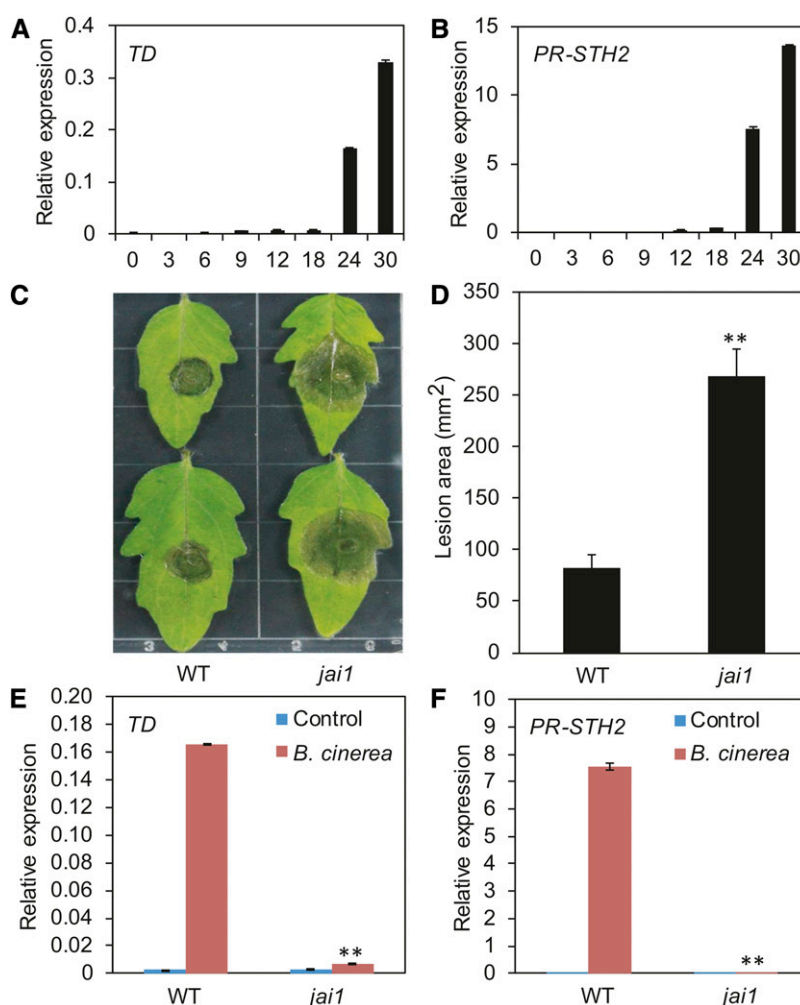 A
TD
Relative expression
0.4
0.3
0.2
0.1
0
0 3 6 9 12 18 24 30
B
PR-STH2
Relative expression
15
10
5
0
0 3 6 9 12 18 24 30
C
3 4
WT jai1
D
Lesion area (mm²)
350
300
250
200
150
100
50
0
**
WT jai1
E
TD
Relative expression
0.20
0.18
0.16
0.14
0.12
0.10
0.08
0.06
0.04
0.02
0
Control
B. cinerea
**
WT jai1
F
PR-STH2
Relative expression
10
9
8
7
6
5
4
3
2
1
0
Control
B. cinerea
**
WT jai1